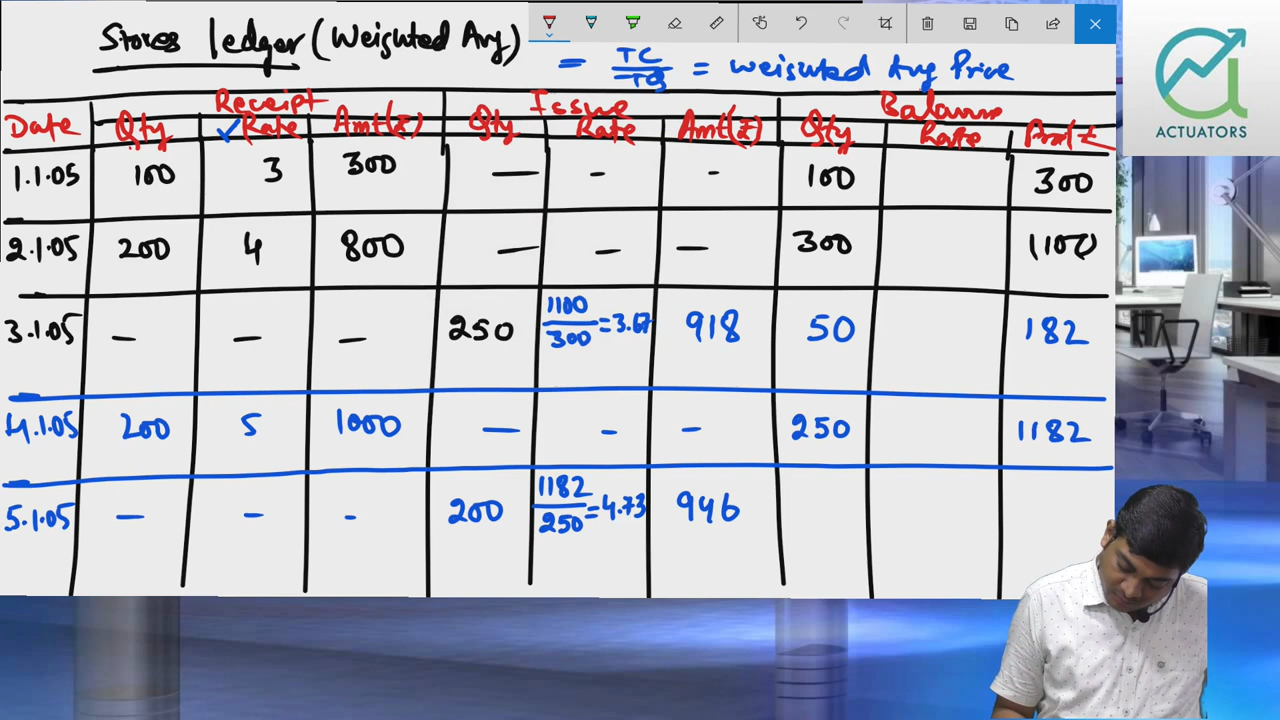 Stores ledger (Weighted Avg)
= TC/TQ = Weighted Avg Price
Receipt Issue Balance
Date Qty ✓Rate Amt(₹) Qty Rate Amt(₹) Qty Rate Amt ₹
1.1.05 100 3 300 — - - 100 300
2.1.05 200 4 800 — - — 300 1100
3.1.05 - - - 250 1100/300 = 3.67 918 50 182
4.1.05 200 5 1000 — - - 250 1182
5.1.05 — - - 200 1182/250 = 4.73 946
ACTUATORS